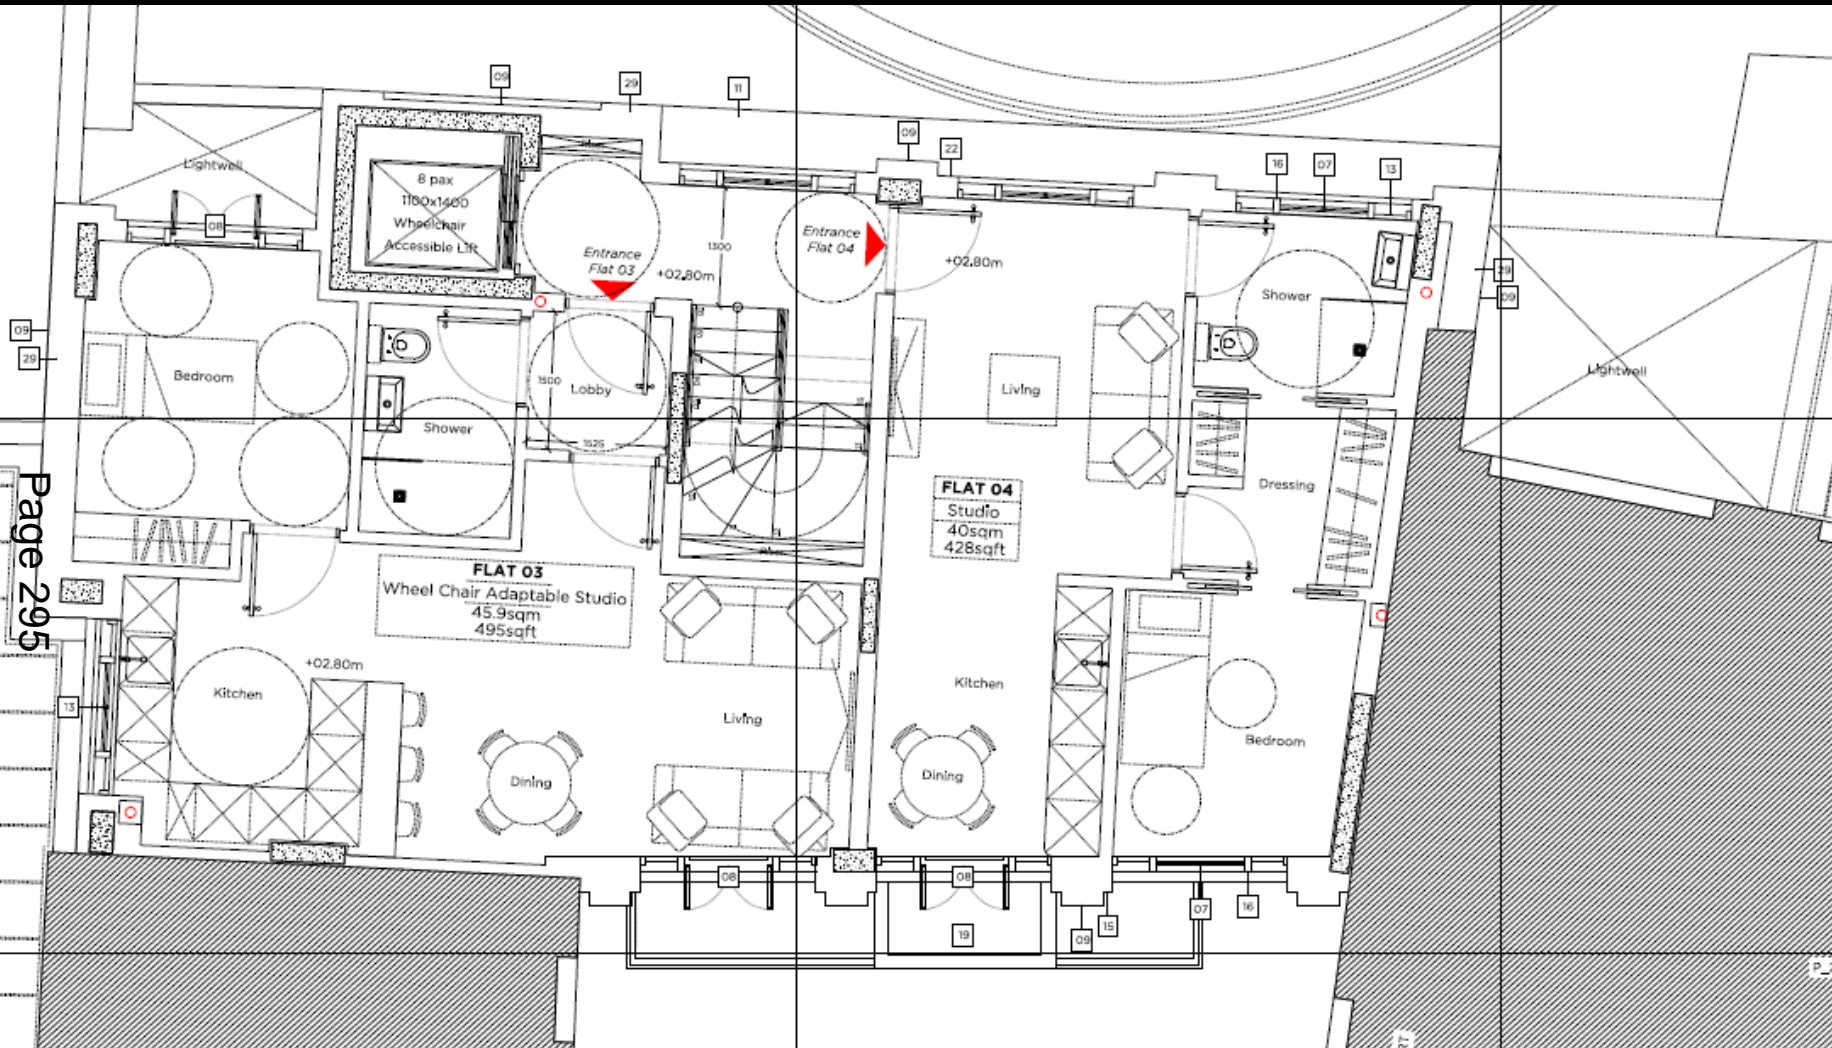 09
29
11
09
22
16
07
13
Lightwell
8 pax
1100x1400
Wheelchair
Accessible Lift
08
Entrance
Flat 03
+02.80m
1300
Entrance
Flat 04
+02.80m
Shower
29
09
09
29
Bedroom
1500
Lobby
Living
Lightwell
Shower
1525
Dressing
FLAT 04
Studio
40sqm
428sqft
Page 295
FLAT 03
Wheel Chair Adaptable Studio
45.9sqm
495sqft
+02.80m
Kitchen
13
Living
Kitchen
Bedroom
Dining
Dining
08
08
07
16
15
09
19